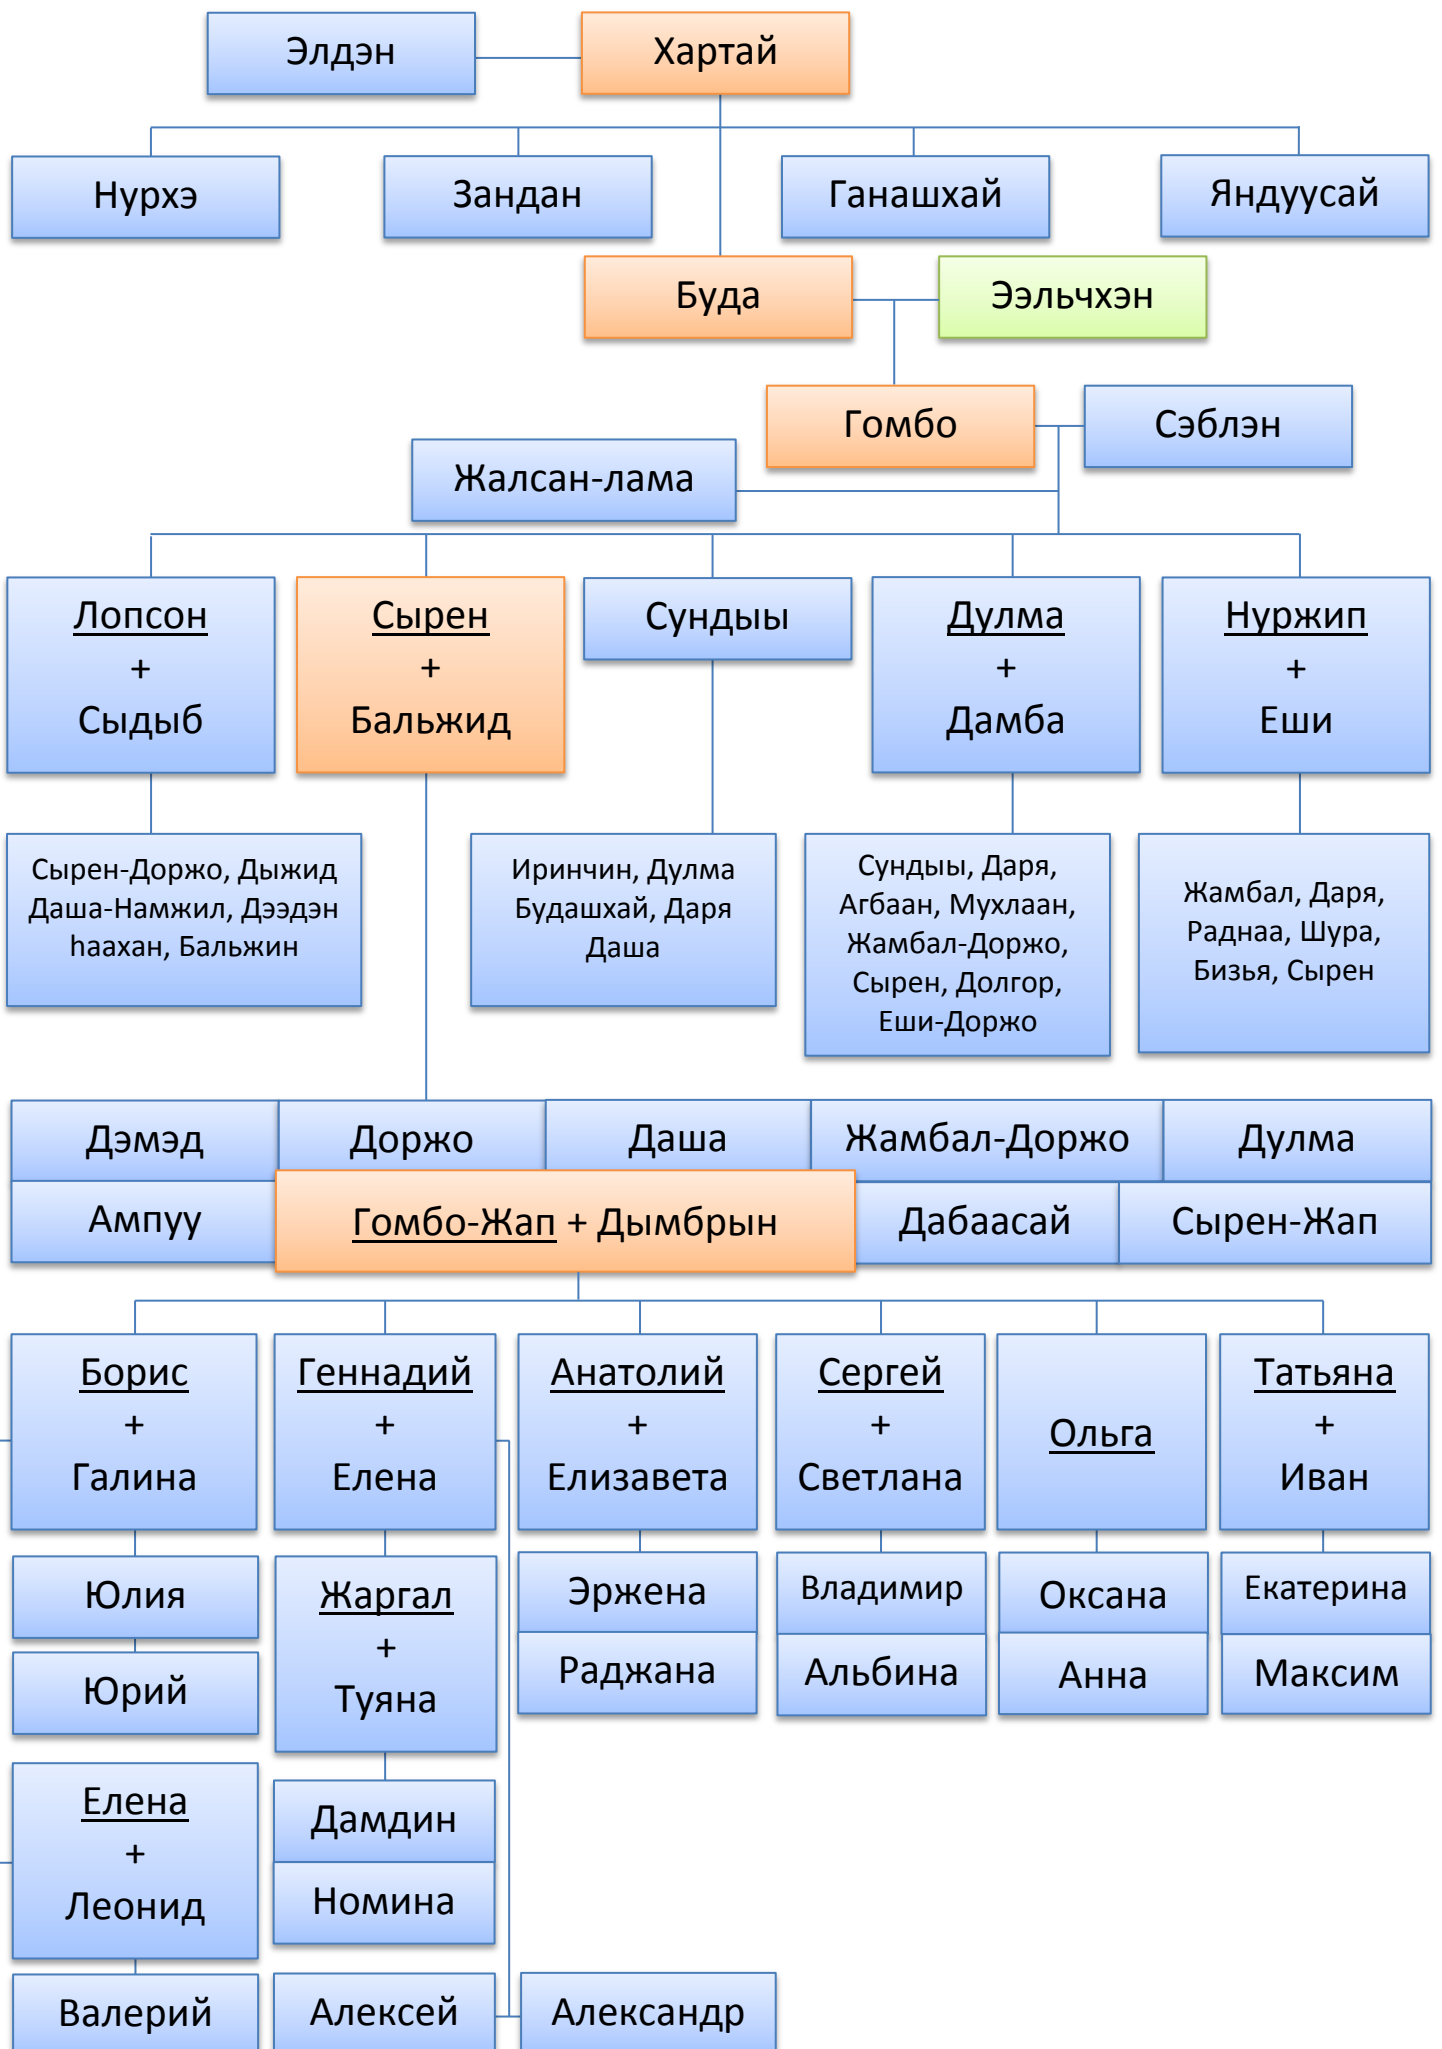 Элдэн
Хартай
Нурхэ
Зандан
Ганашхай
Яндуусай
Буда
Ээльчхэн
Гомбо
Сэблэн
Жалсан-лама
Лопсон
+
Сыдыб
Сырен
+
Бальжид
Сундыы
Дулма
+
Дамба
Нуржип
+
Еши
Сырен-Доржо, Дыжид
Даша-Намжил, Дээдэн
һаахан, Бальжин
Иринчин, Дулма
Будашхай, Даря
Даша
Сундыы, Даря,
Агбаан, Мухлаан,
Жамбал-Доржо,
Сырен, Долгор,
Еши-Доржо
Жамбал, Даря,
Раднаа, Шура,
Бизья, Сырен
Дэмэд
Доржо
Даша
Жамбал-Доржо
Дулма
Ампуу
Гомбо-Жап + Дымбрын
Дабаасай
Сырен-Жап
Борис
+
Галина
Геннадий
+
Елена
Анатолий
+
Елизавета
Сергей
+
Светлана
Ольга
Татьяна
+
Иван
Юлия
Юрий
Жаргал
+
Туяна
Эржена
Раджана
Владимир
Альбина
Оксана
Анна
Екатерина
Максим
Елена
+
Леонид
Дамдин
Номина
Валерий
Алексей
Александр